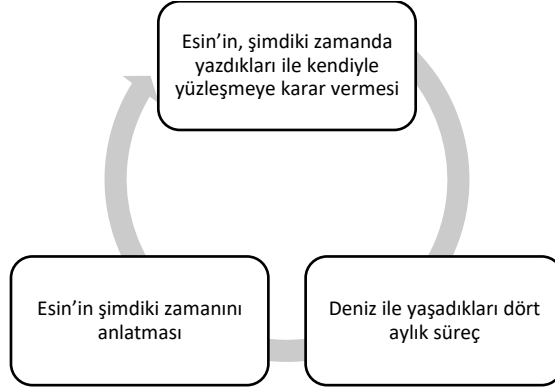 Esin’in, şimdiki zamanda
yazdıkları ile kendiyle
yüzleşmeye karar vermesi
Esin’in şimdiki zamanını
anlatması
Deniz ile yaşadıkları dört
aylık süreç